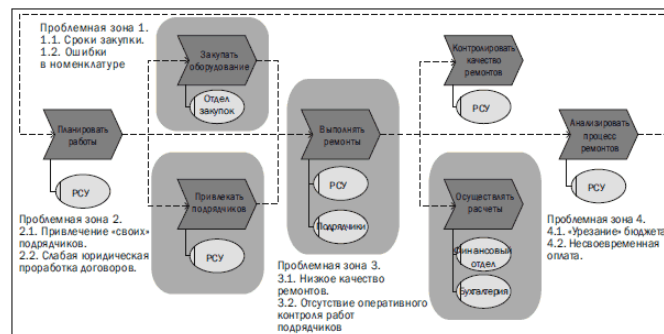 Проблемная зона 1.
1.1. Сроки закупки.
1.2. Ошибки
в номенклатуре
Закупать
оборудование
Отдел
закупок
Контролировать
качество
ремонтов
РСУ
Планировать
работы
РСУ
Выполнять
ремонты
РСУ
Подрядчики
Анализировать
процесс
ремонтов
РСУ
Привлекать
подрядчиков
РСУ
Осуществлять
расчеты
Финансовый
отдел
Бухгалтерия
Проблемная зона 2.
2.1. Привлечение «своих»
подрядчиков.
2.2. Слабая юридическая
проработка договоров.
Проблемная зона 3.
3.1. Низкое качество
ремонтов.
3.2. Отсутствие оперативного
контроля работ
подрядчиков
Проблемная зона 4.
4.1. «Урезание» бюджета
4.2. Несвоевременная
оплата.